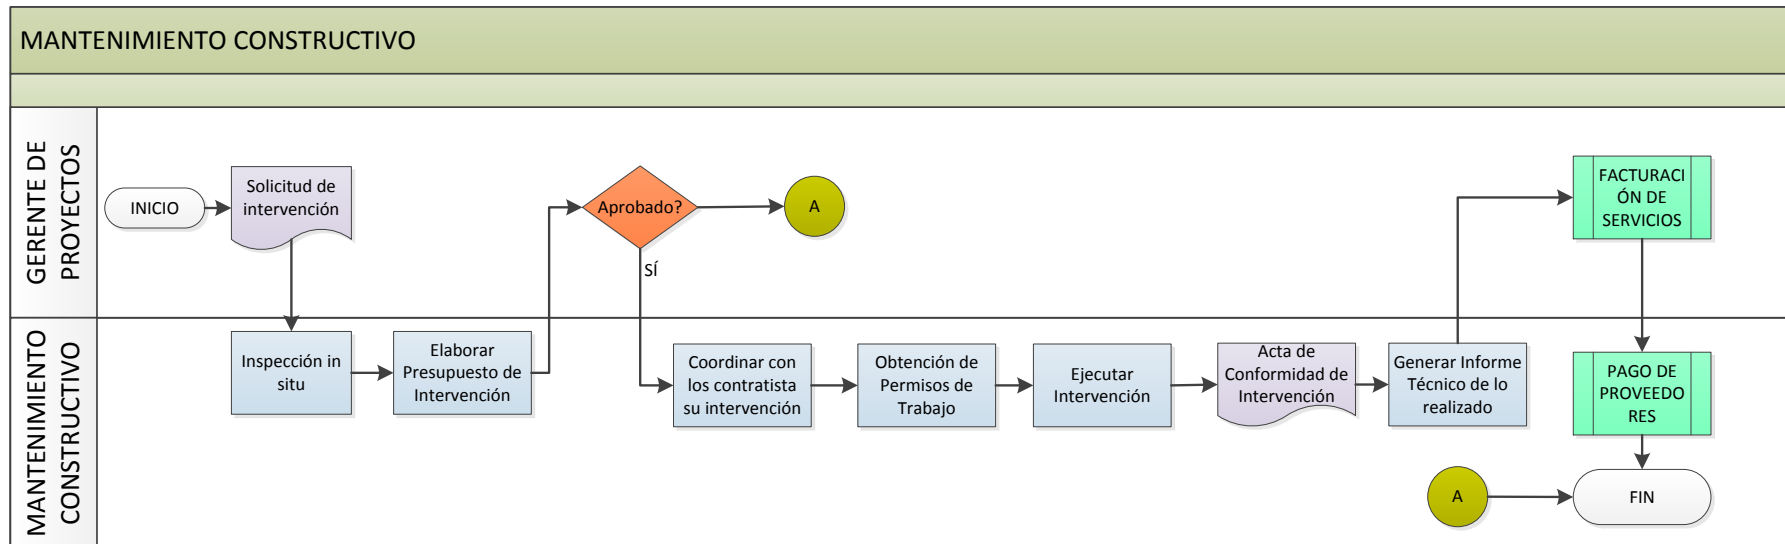 MANTENIMIENTO CONSTRUCTIVO
GERENTE DE
PROYECTOS
INICIO
Solicitud de
intervención
Aprobado?
A
SÍ
FACTURACI
ÓN DE
SERVICIOS
MANTENIMIENTO
CONSTRUCTIVO
Inspección in
situ
Elaborar
Presupuesto de
Intervención
Coordinar con
los contratista
su intervención
Obtención de
Permisos de
Trabajo
Ejecutar
Intervención
Acta de
Conformidad de
Intervención
Generar Informe
Técnico de lo
realizado
PAGO DE
PROVEEDO
RES
A
FIN